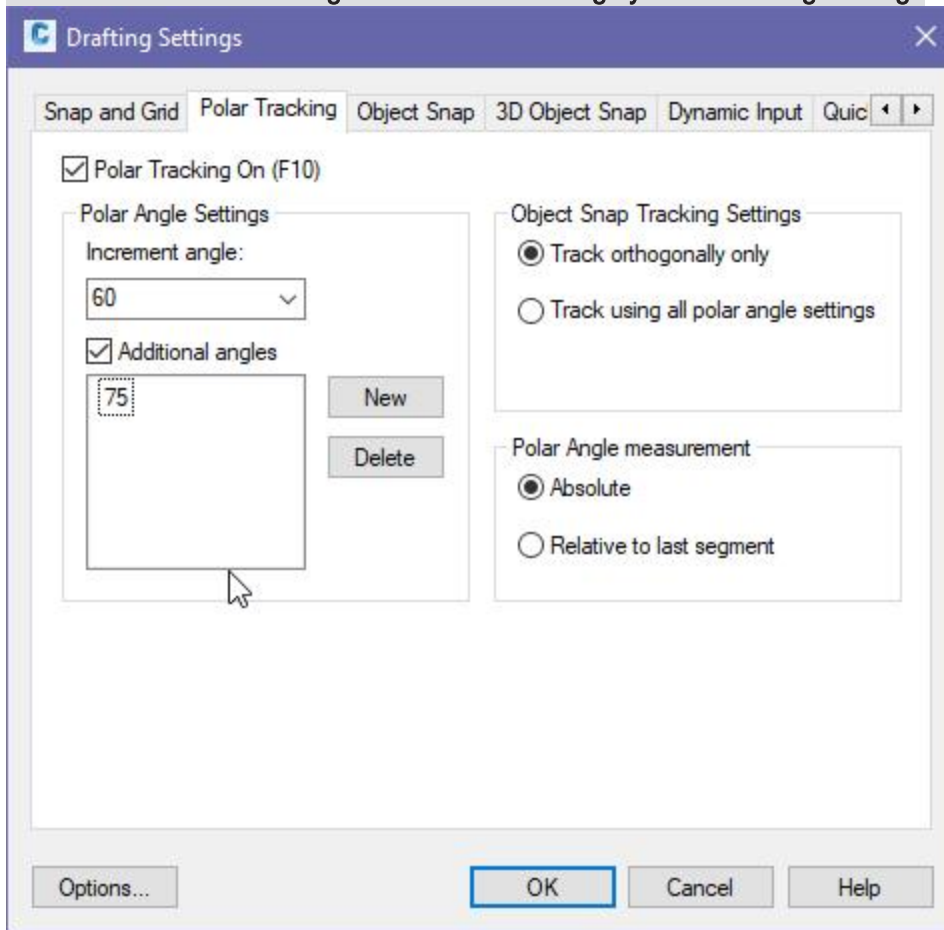 Drafting Settings
Snap and Grid Polar Tracking Object Snap 3D Object Snap Dynamic Input
Polar Tracking On (F10)
Polar Angle Settings
Increment angle:
60
Additional angles
75
New
Delete
Object Snap Tracking Settings
Track orthogonally only
Track using all polar angle settings
Polar Angle measurement
Absolute
Relative to last segment
Options... OK Cancel Help